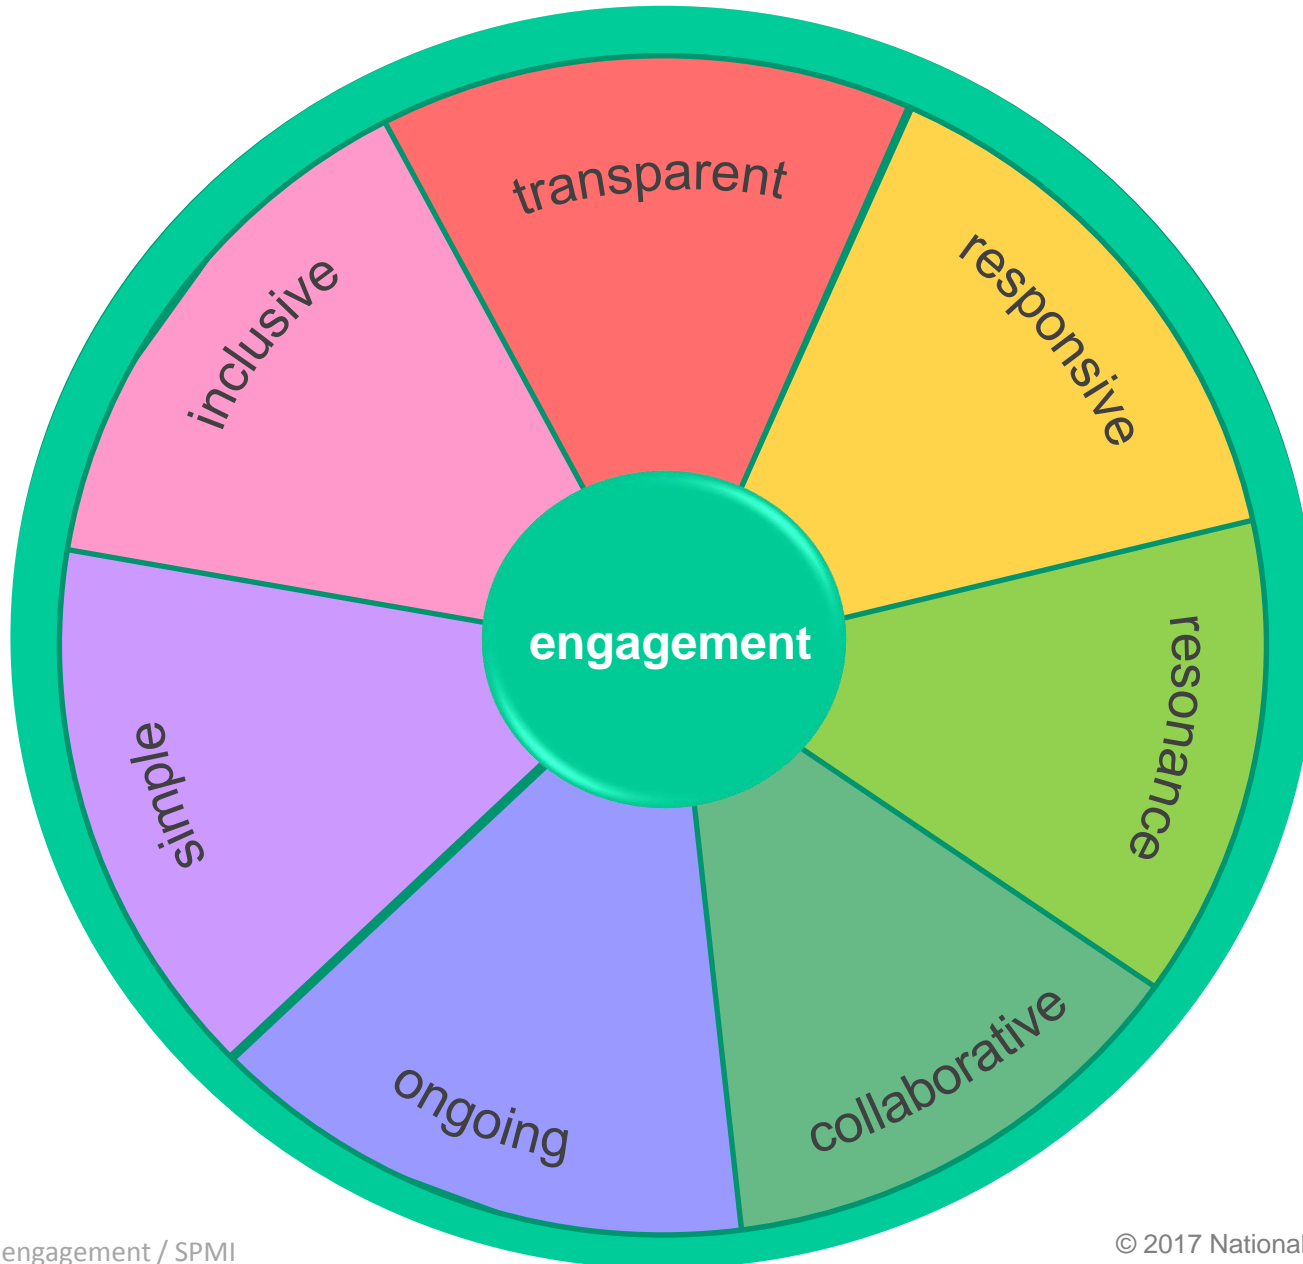 transparent
responsive
resonance
collaborative
ongoing
simple
inclusive
engagement
engagement / SPMI
© 2017 National